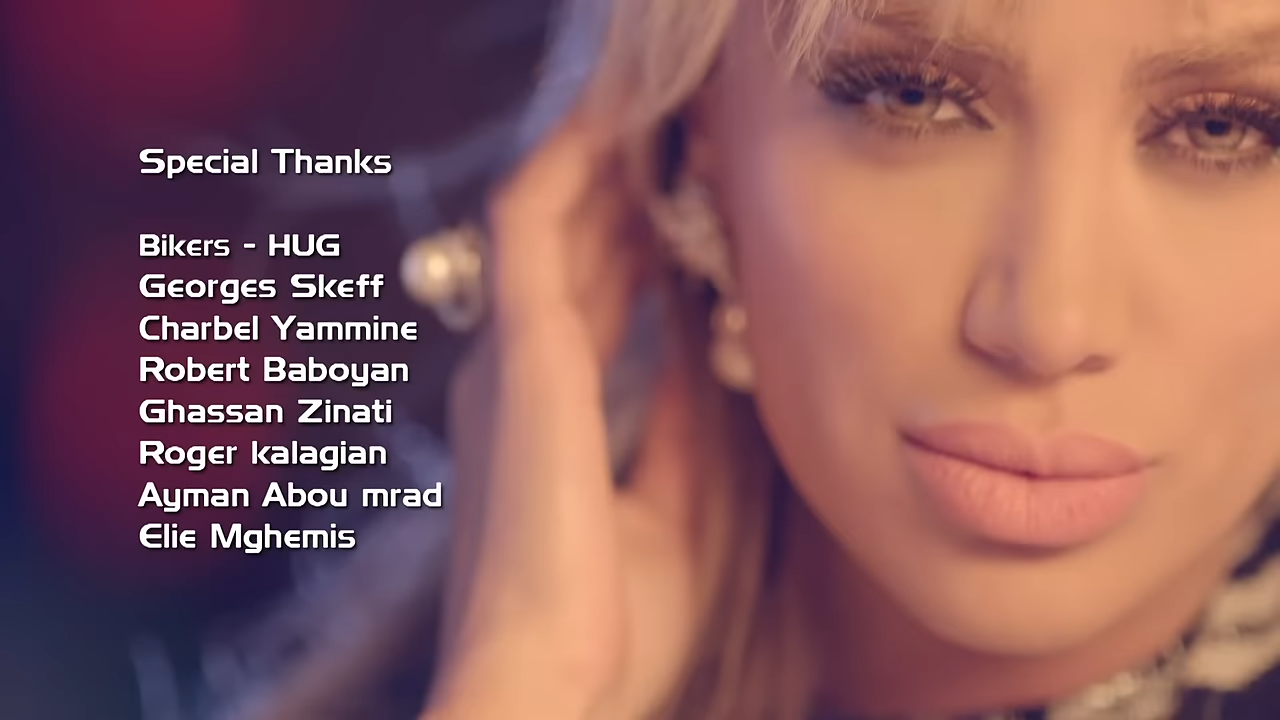 Special Thanks
Bikers - HUG
Georges Skeff
Charbel Yammine
Robert Baboyan
Ghassan Zinati
Roger kalagian
Ayman Abou mrad
Elie Mghemis